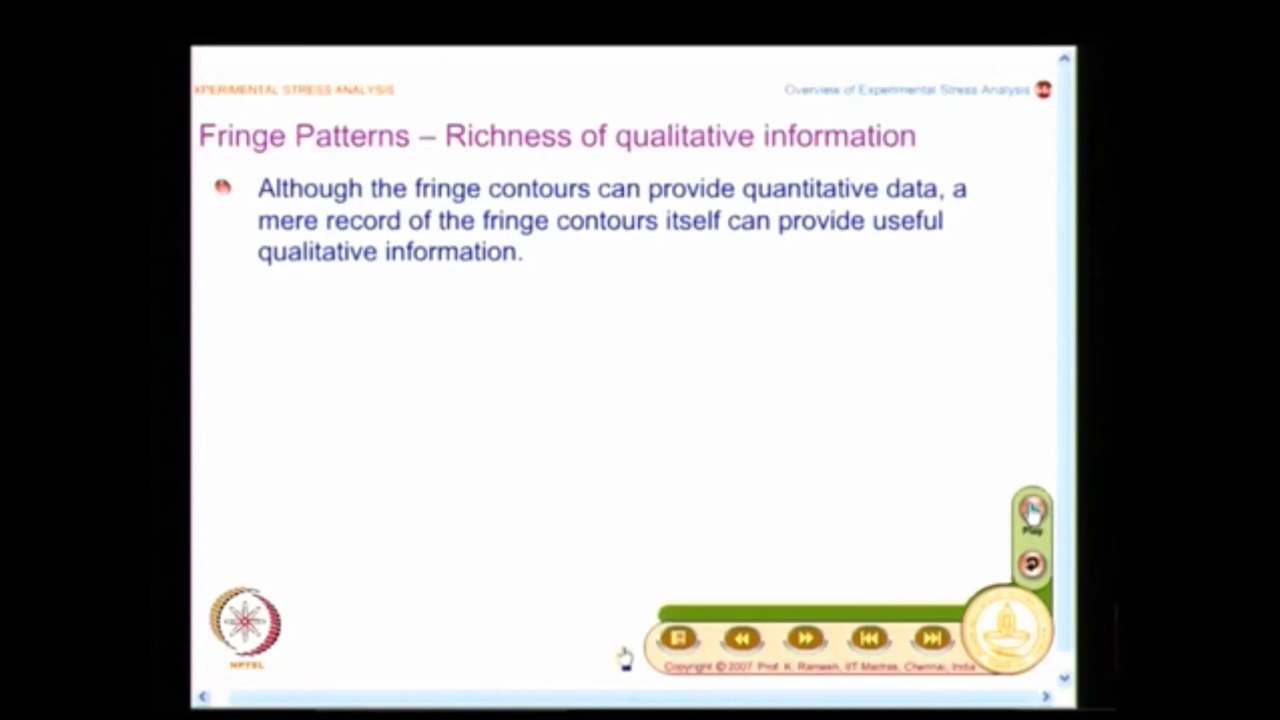 XPERIMENTAL STRESS ANALYSIS
Overview of Experimental Stress Analysis
Fringe Patterns – Richness of qualitative information
Although the fringe contours can provide quantitative data, a
mere record of the fringe contours itself can provide useful
qualitative information.
Play
NPTEL
Copyright © 2007 Prof. K. Ramesh, IIT Madras, Chennai, India